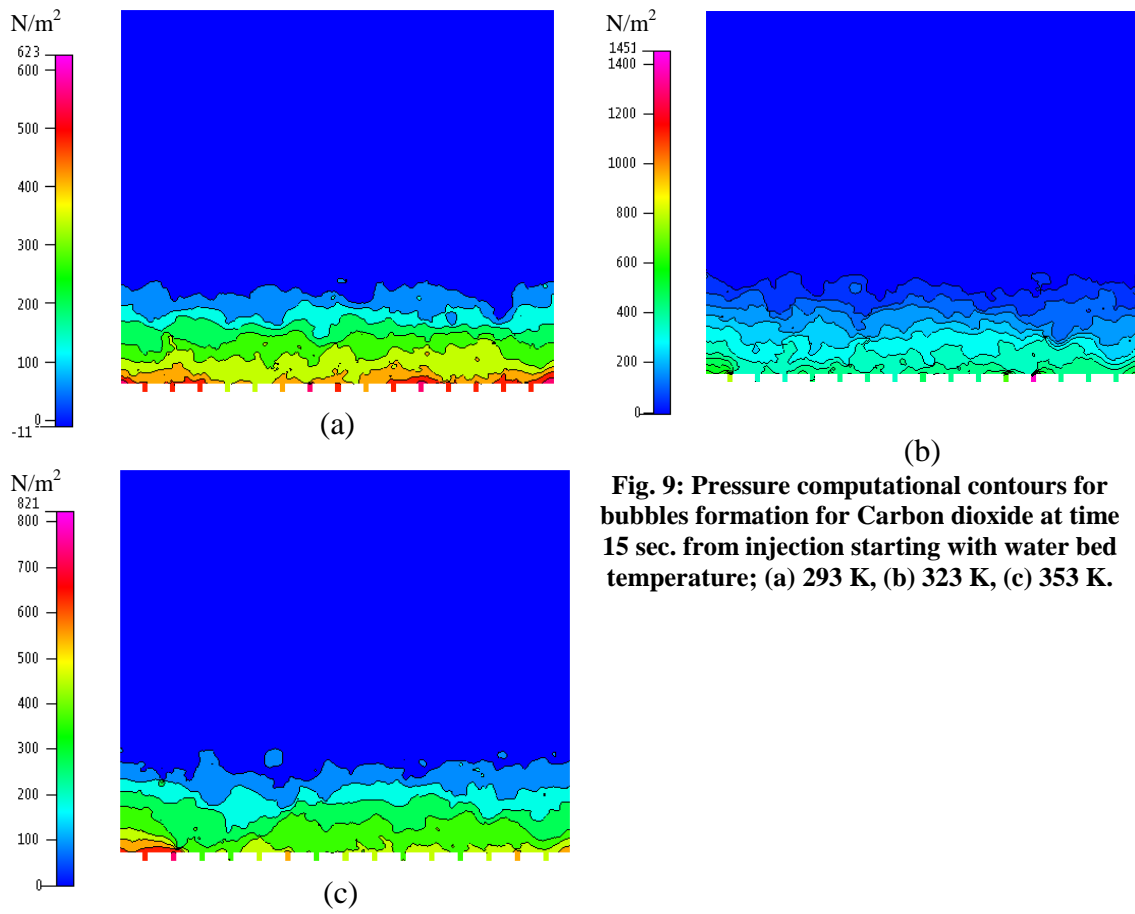 N/m2
623
600
500
400
300
200
100
0
-11
(a)
N/m2
1451
1400
1200
1000
800
600
400
200
0
(b)
N/m2
821
800
700
600
500
400
300
200
100
0
(c)
Fig. 9: Pressure computational contours for
bubbles formation for Carbon dioxide at time
15 sec. from injection starting with water bed
temperature; (a) 293 K, (b) 323 K, (c) 353 K.